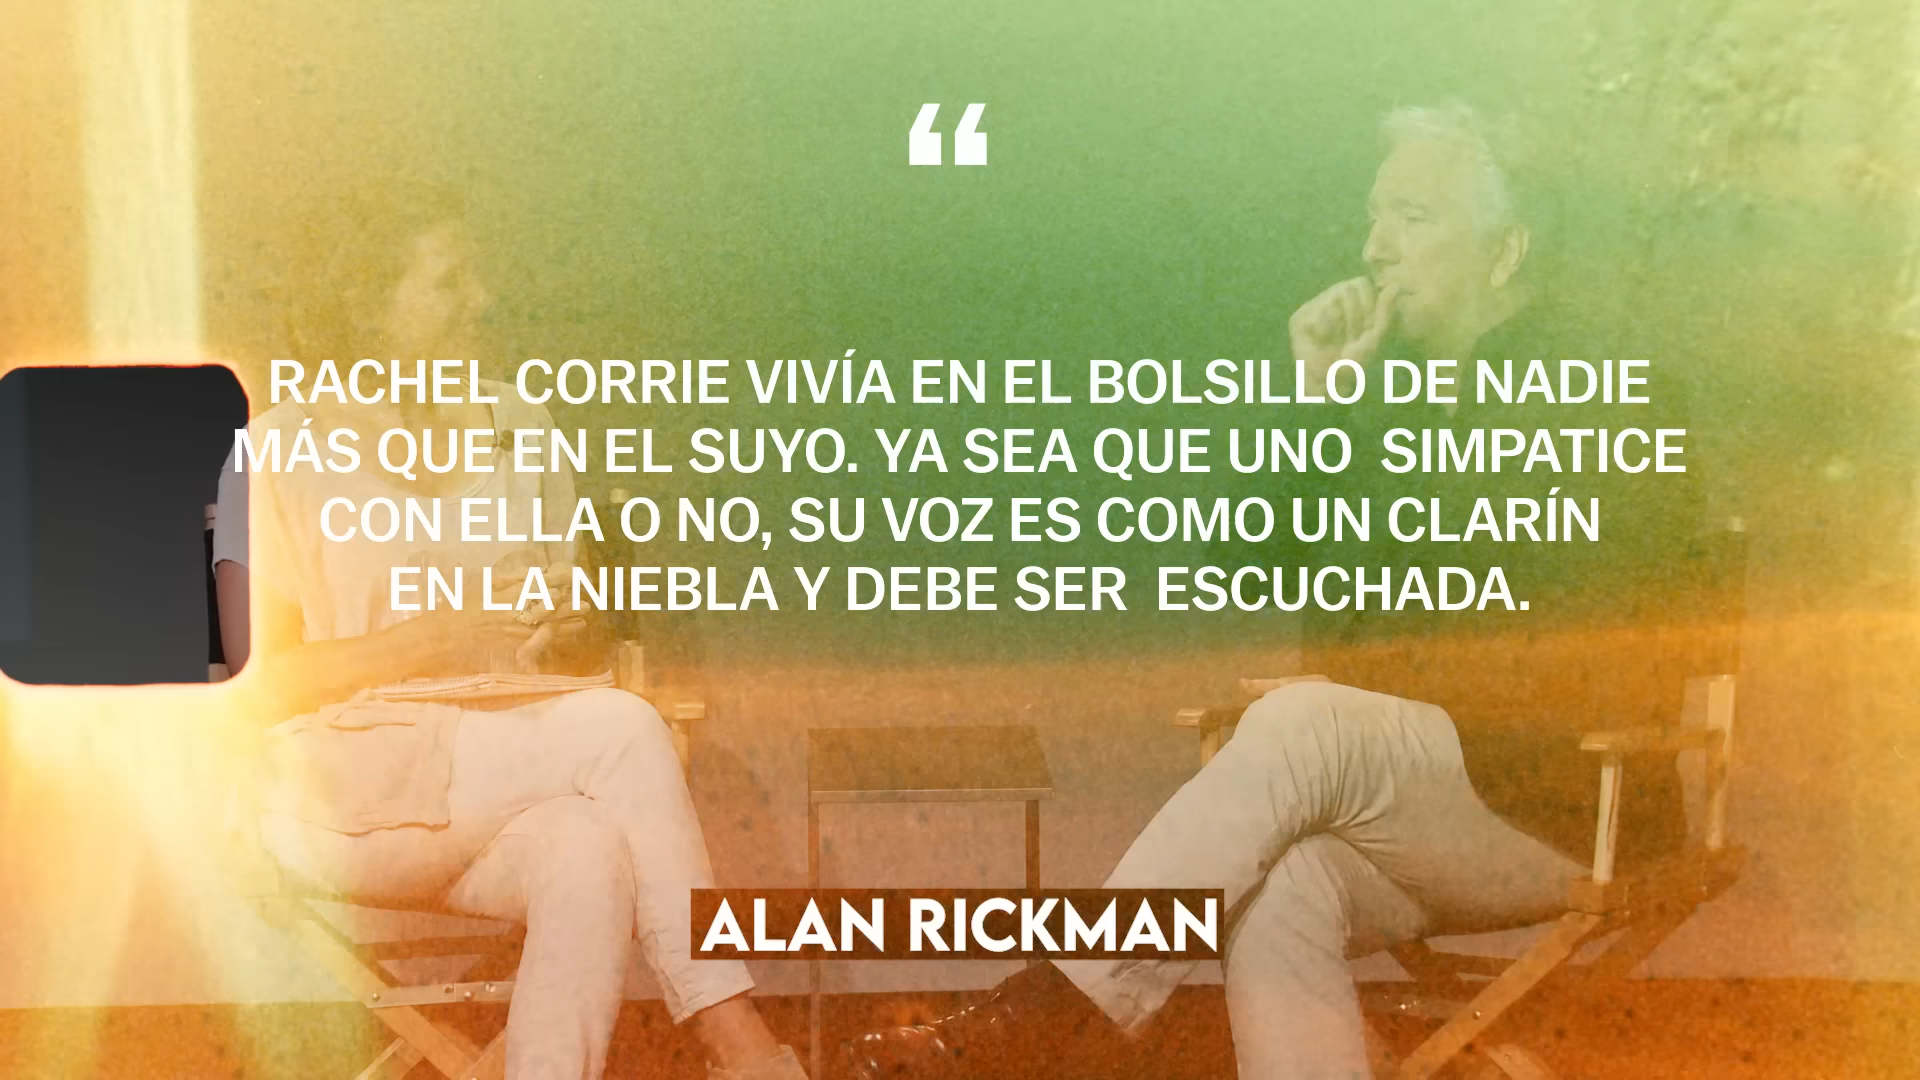 “
RACHEL CORRIE VIVÍA EN EL BOLSILLO DE NADIE
MÁS QUE EN EL SUYO. YA SEA QUE UNO  SIMPATICE
CON ELLA O NO, SU VOZ ES COMO UN CLARÍN
EN LA NIEBLA Y DEBE SER  ESCUCHADA.
ALAN RICKMAN